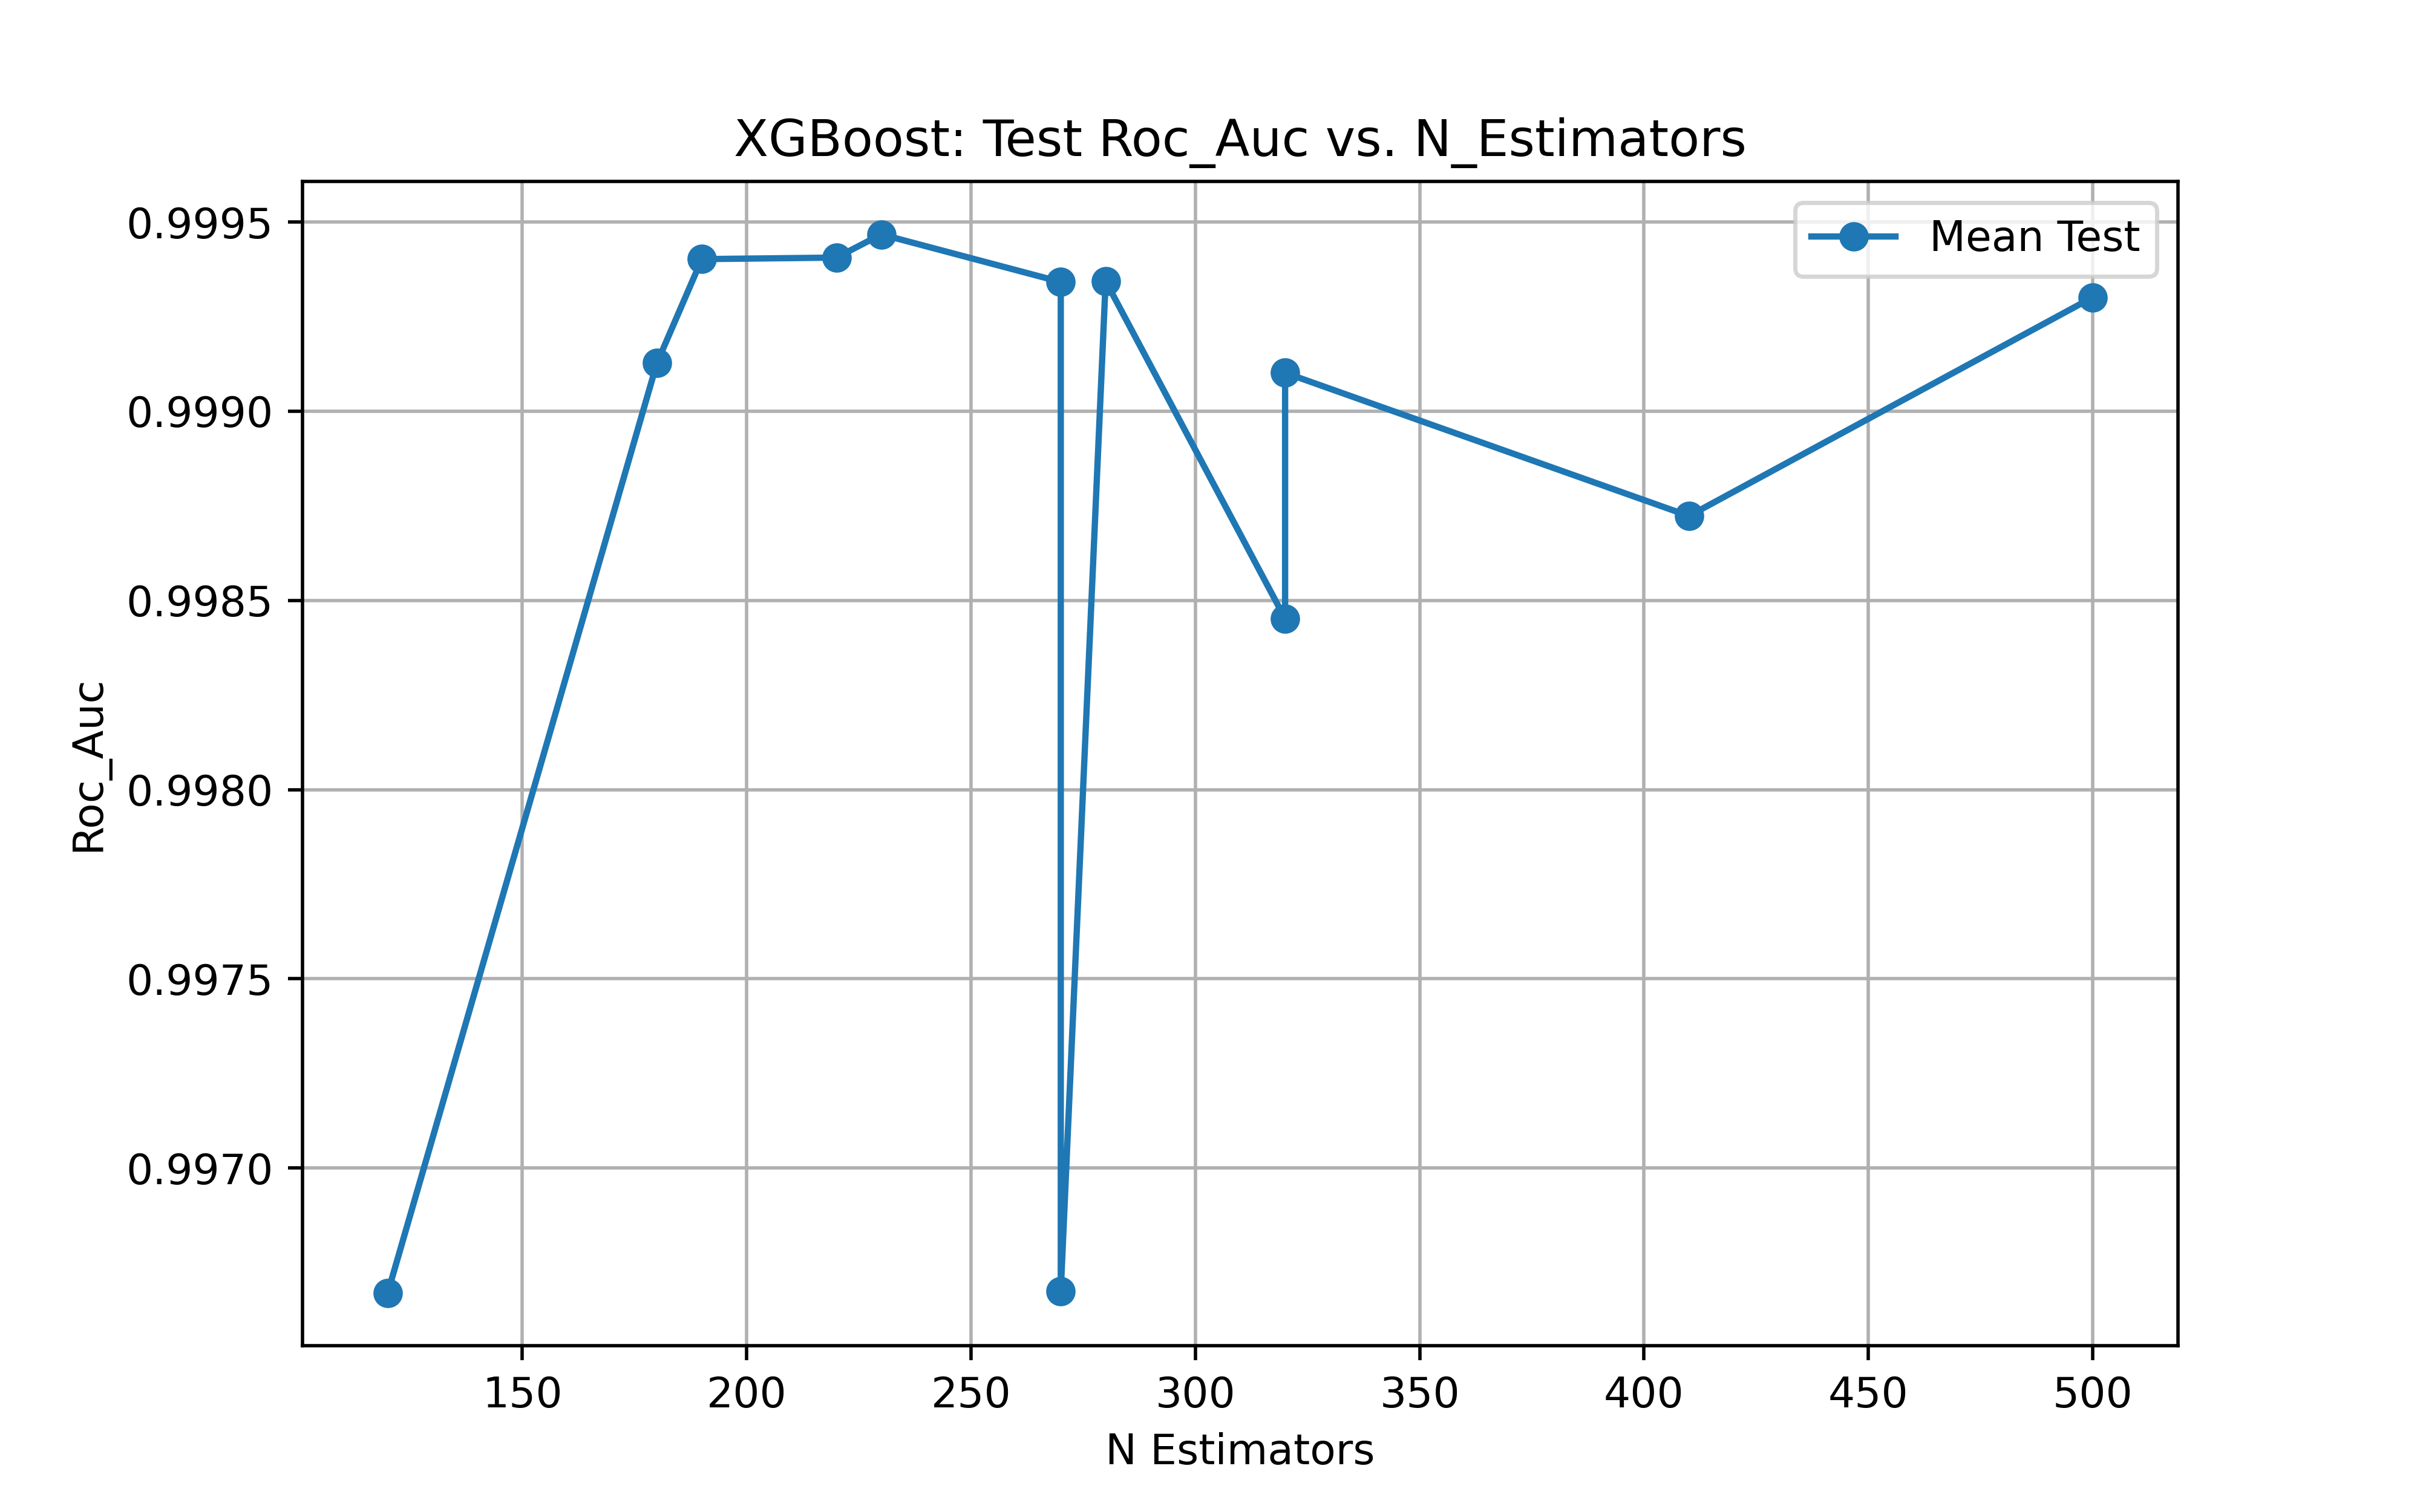 XGBoost: Test Roc_Auc vs. N_Estimators
Mean Test
Roc_Auc
0.9995
0.9990
0.9985
0.9980
0.9975
0.9970
150 200 250 300 350 400 450 500
N Estimators